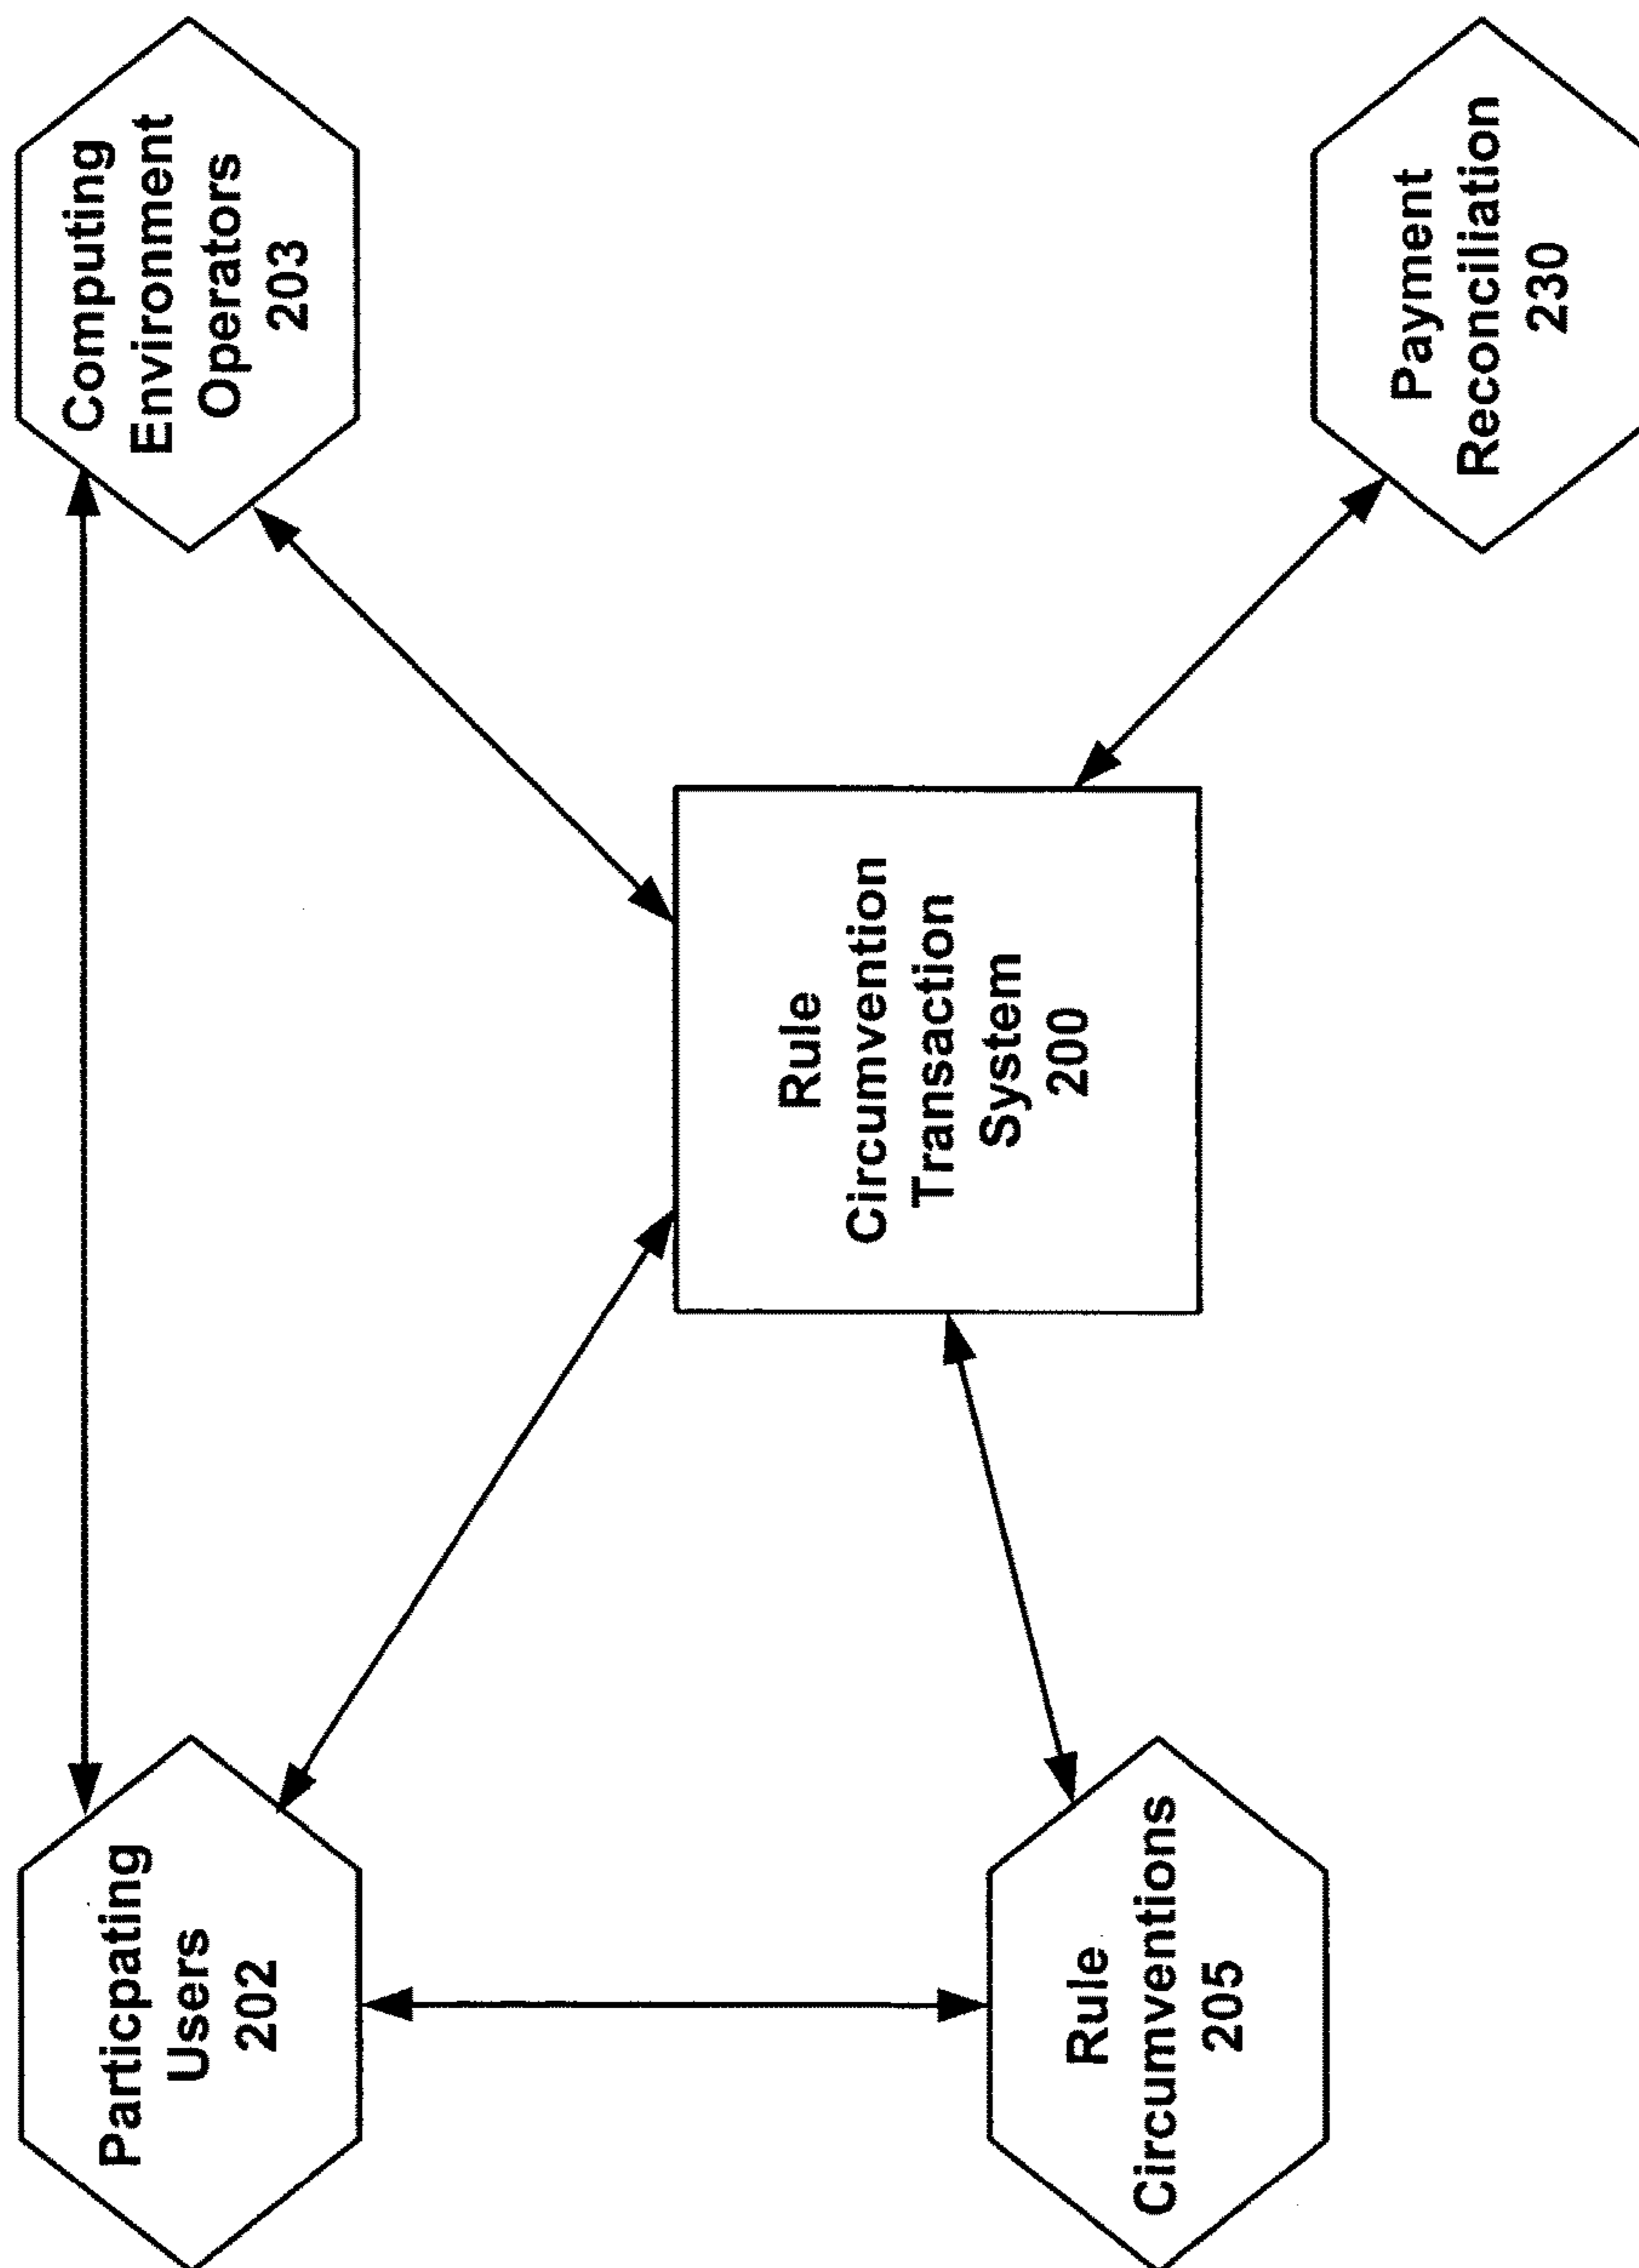 Particpating
Users
202
Computing
Environment
Operators
203
Rule
Circumvention
Transaction
System
200
Rule
Circumventions
205
Payment
Reconciliation
230